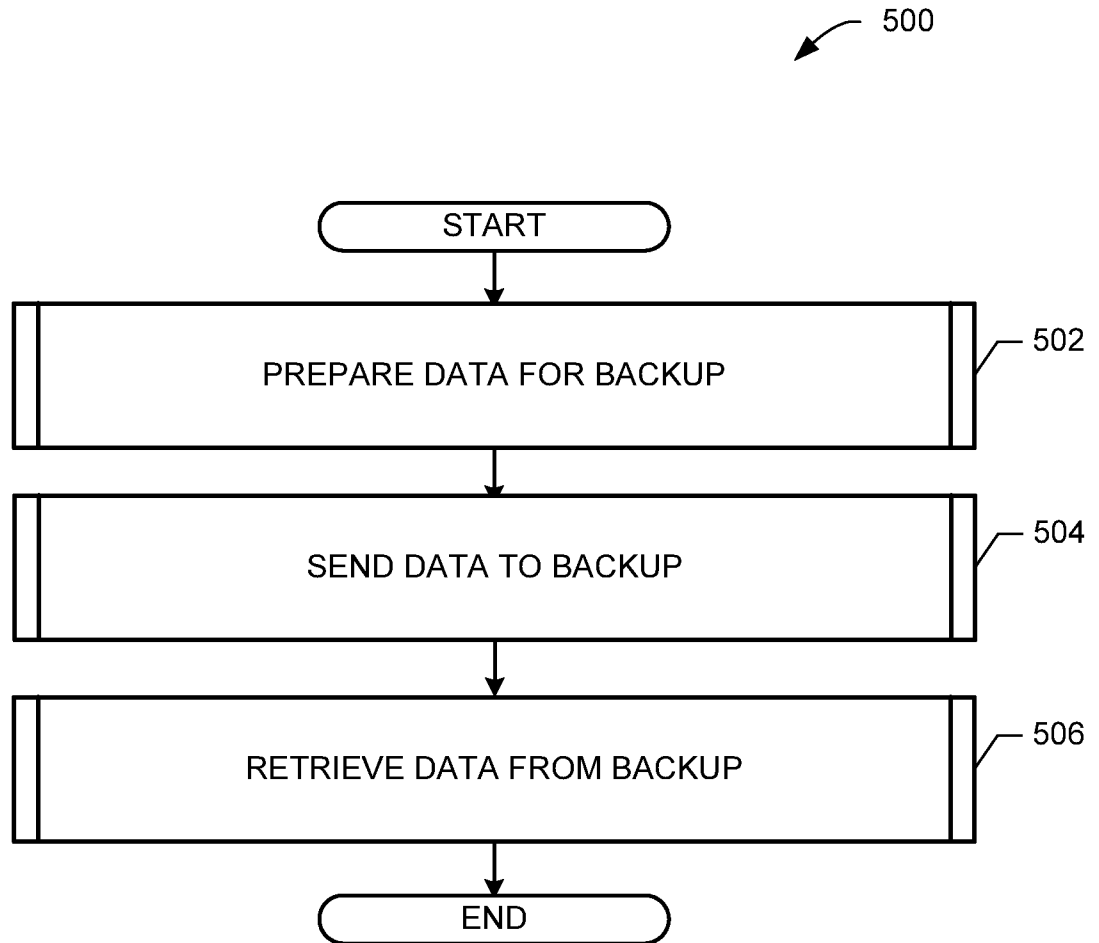 500
START
PREPARE DATA FOR BACKUP
502
SEND DATA TO BACKUP
504
RETRIEVE DATA FROM BACKUP
506
END